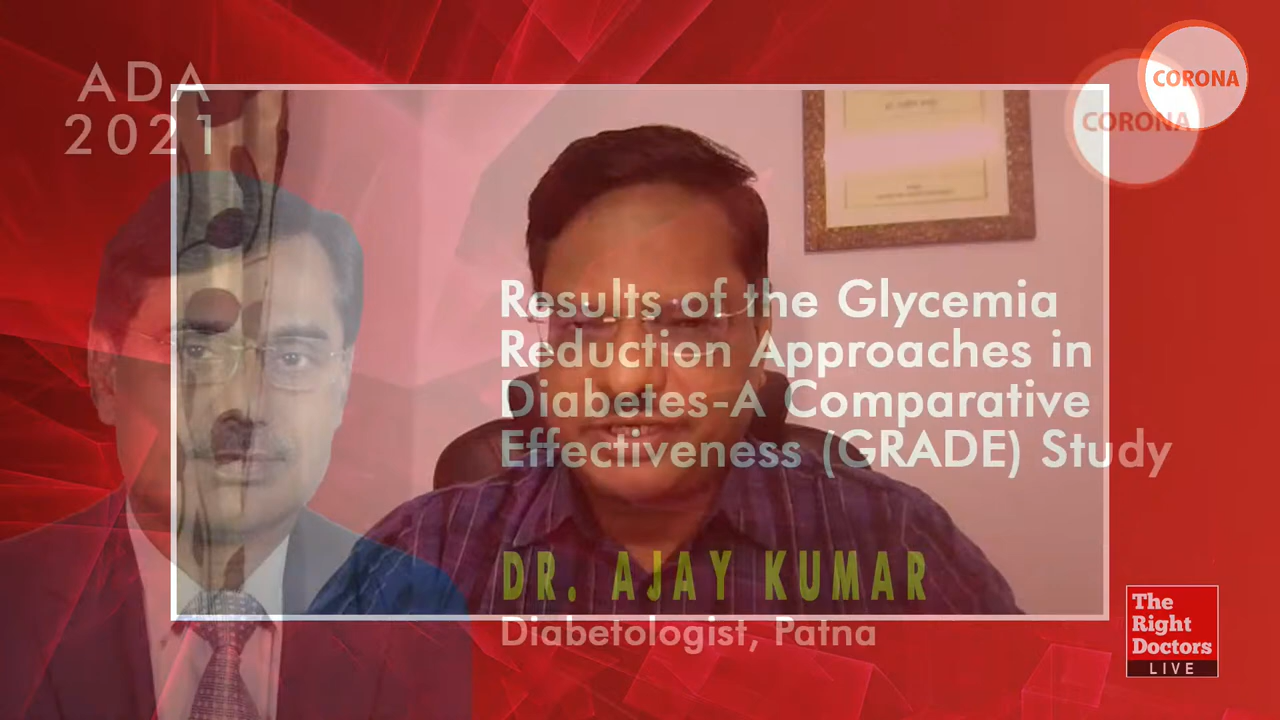 ADA
2021
CORONA
CORONA
Results of the Glycemia
Reduction Approaches in
Diabetes-A Comparative
Effectiveness (GRADE) Study
DR. AJAY KUMAR
Diabetologist, Patna
The
Right
Doctors
LIVE